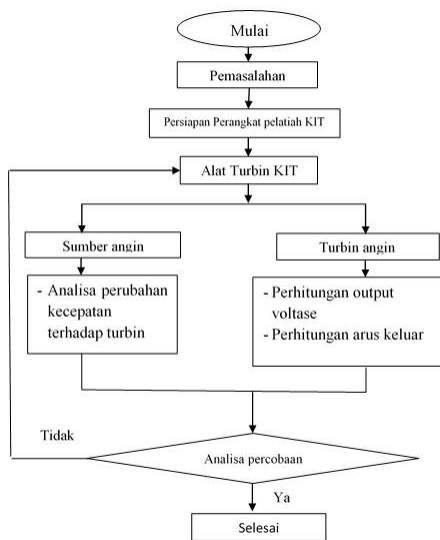 Mulai
Pemasalahan
Persiapan Perangkat pelatiah KIT
Alat Turbin KIT
Sumber angin
Turbin angin
- Analisa perubahan
kecepatan
terhadap turbin
- Perhitungan output
voltase
- Perhitungan arus keluar
Tidak
Analisa percobaan
Ya
Selesai